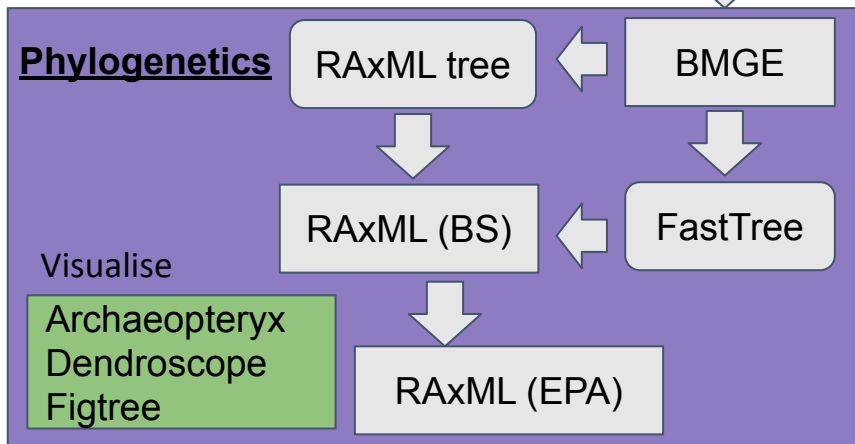 Phylogenetics
RAxML tree
BMGE
RAxML (BS)
FastTree
Visualise
Archaeopteryx
Dendroscope
Figtree
RAxML (EPA)